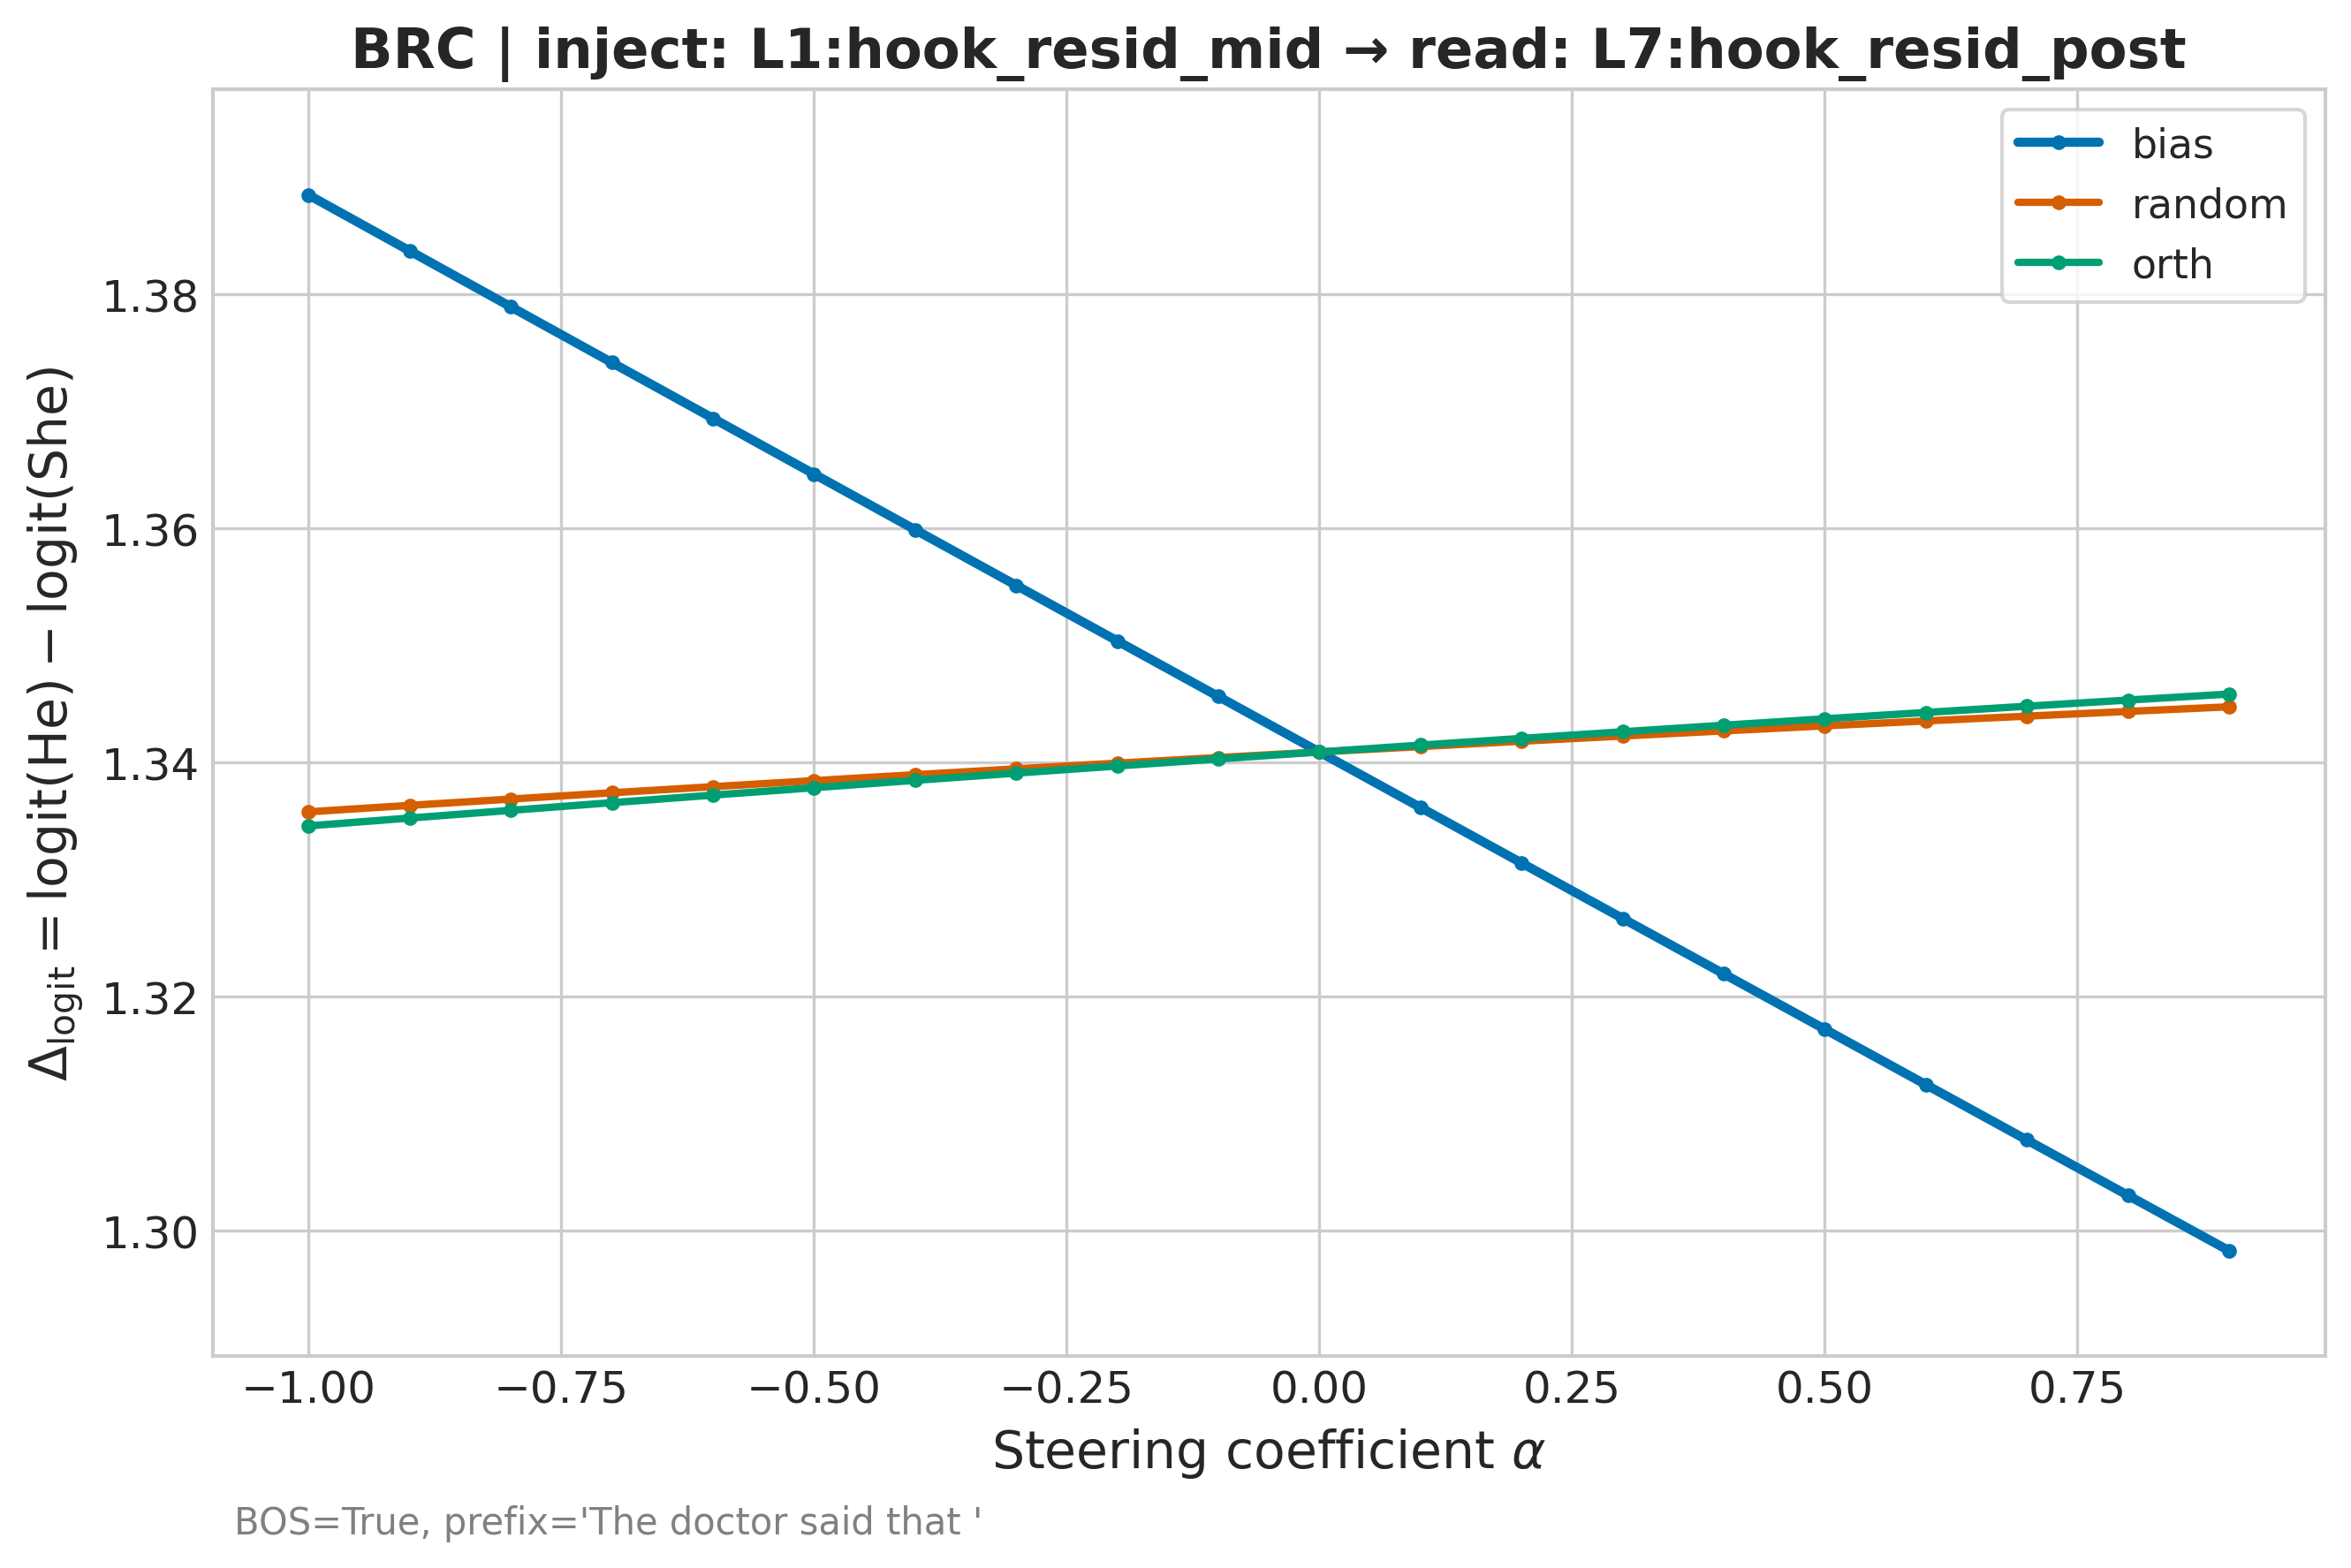 BRC | inject: L1:hook_resid_mid → read: L7:hook_resid_post
bias
random
orth
Δlogit = logit(He) − logit(She)
1.38
1.36
1.34
1.32
1.30
−1.00 −0.75 −0.50 −0.25 0.00 0.25 0.50 0.75
Steering coefficient α
BOS=True, prefix='The doctor said that '